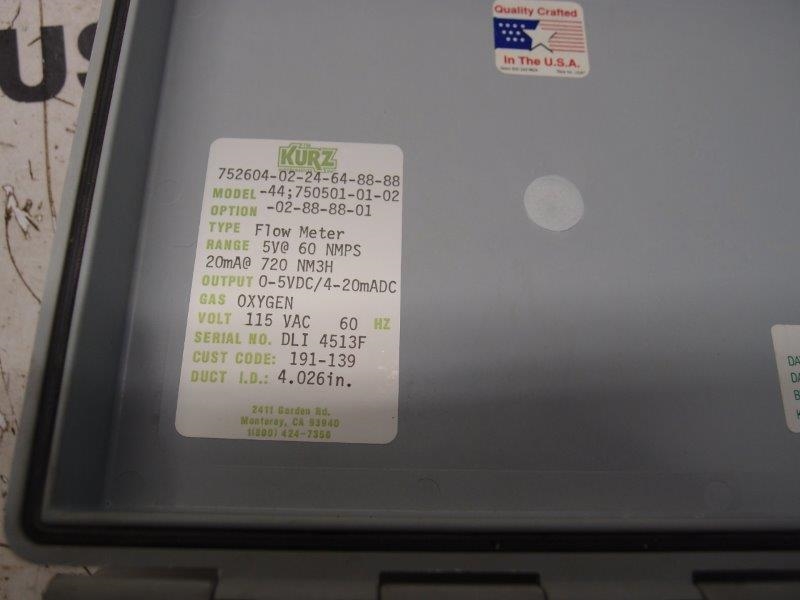 US
Quality Crafted
In The U.S.A.
KURZ
752604-02-24-64-88-88
MODEL -44;750501-01-02
OPTION -02-88-88-01
TYPE Flow Meter
RANGE 5V@ 60 NMPS
20mA@ 720 NM3H
OUTPUT 0-5VDC/4-20mADC
GAS OXYGEN
VOLT 115 VAC 60 HZ
SERIAL NO. DLI 4513F
CUST CODE: 191-139
DUCT I.D.: 4.026in.
2411 Garden Rd.
Monterey, CA 93940
1(800) 424-7356
DA
DA